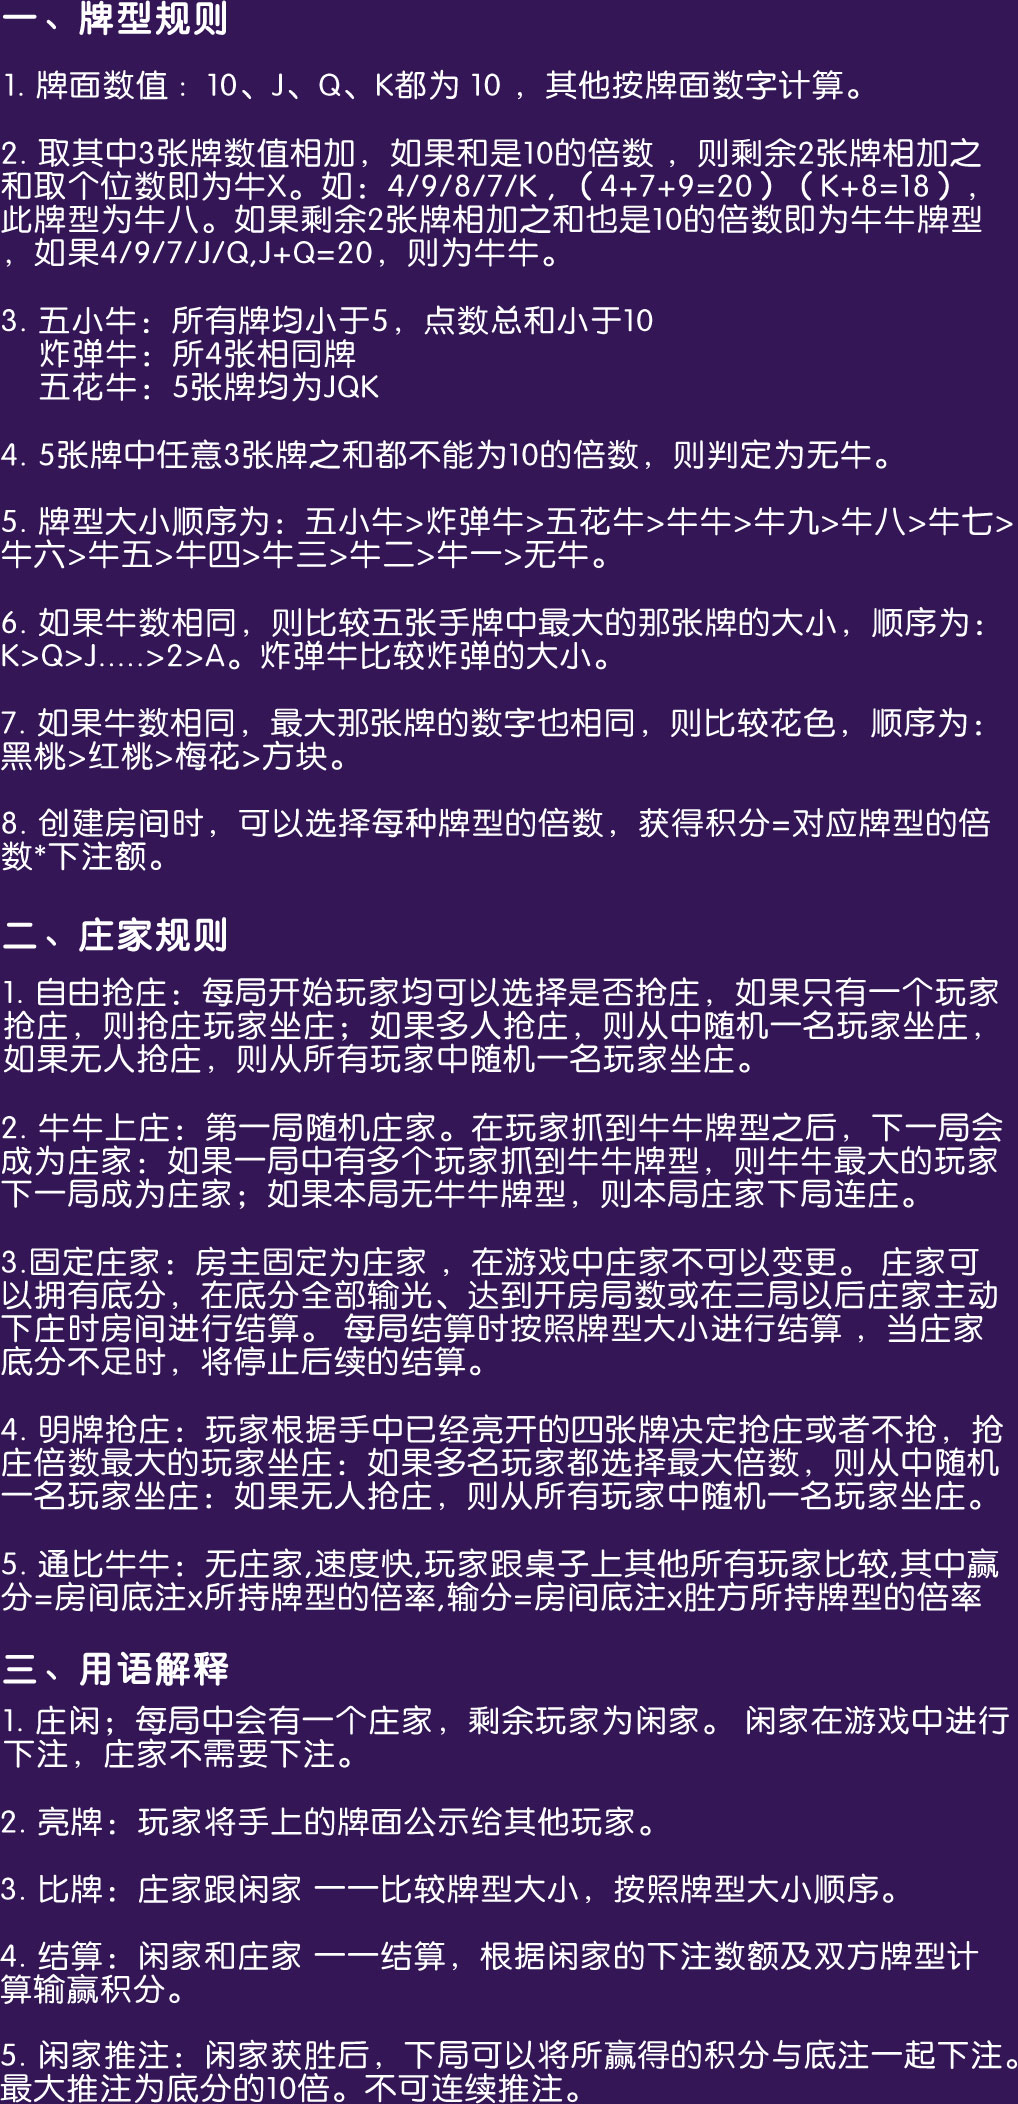 一、牌型规则
1. 牌面数值：10、J、Q、K都为 10 ，其他按牌面数字计算。
2. 取其中3张牌数值相加，如果和是10的倍数 ，则剩余2张牌相加之
和取个位数即为牛X。如：4/9/8/7/K ,（4+7+9=20）（K+8=18），
此牌型为牛八。如果剩余2张牌相加之和也是10的倍数即为牛牛牌型
，如果4/9/7/J/Q,J+Q=20，则为牛牛。
3. 五小牛：所有牌均小于5，点数总和小于10
炸弹牛：所4张相同牌
五花牛：5张牌均为JQK
4. 5张牌中任意3张牌之和都不能为10的倍数，则判定为无牛。
5. 牌型大小顺序为：五小牛>炸弹牛>五花牛>牛牛>牛九>牛八>牛七>
牛六>牛五>牛四>牛三>牛二>牛一>无牛。
6. 如果牛数相同，则比较五张手牌中最大的那张牌的大小，顺序为：
K>Q>J.....>2>A。炸弹牛比较炸弹的大小。
7. 如果牛数相同，最大那张牌的数字也相同，则比较花色，顺序为：
黑桃>红桃>梅花>方块。
8. 创建房间时，可以选择每种牌型的倍数，获得积分=对应牌型的倍
数*下注额。
二、庄家规则
1. 自由抢庄：每局开始玩家均可以选择是否抢庄，如果只有一个玩家
抢庄，则抢庄玩家坐庄；如果多人抢庄，则从中随机一名玩家坐庄，
如果无人抢庄，则从所有玩家中随机一名玩家坐庄。
2. 牛牛上庄：第一局随机庄家。在玩家抓到牛牛牌型之后，下一局会
成为庄家：如果一局中有多个玩家抓到牛牛牌型，则牛牛最大的玩家
下一局成为庄家；如果本局无牛牛牌型，则本局庄家下局连庄。
3.固定庄家：房主固定为庄家 ，在游戏中庄家不可以变更。 庄家可
以拥有底分，在底分全部输光、达到开房局数或在三局以后庄家主动
下庄时房间进行结算。 每局结算时按照牌型大小进行结算 ，当庄家
底分不足时，将停止后续的结算。
4. 明牌抢庄：玩家根据手中已经亮开的四张牌决定抢庄或者不抢，抢
庄倍数最大的玩家坐庄：如果多名玩家都选择最大倍数，则从中随机
一名玩家坐庄：如果无人抢庄，则从所有玩家中随机一名玩家坐庄。
5. 通比牛牛：无庄家,速度快,玩家跟桌子上其他所有玩家比较,其中赢
分=房间底注x所持牌型的倍率,输分=房间底注x胜方所持牌型的倍率
三、用语解释
1. 庄闲；每局中会有一个庄家，剩余玩家为闲家。 闲家在游戏中进行
下注，庄家不需要下注。
2. 亮牌：玩家将手上的牌面公示给其他玩家。
3. 比牌：庄家跟闲家 一一比较牌型大小，按照牌型大小顺序。
4. 结算：闲家和庄家 一一结算，根据闲家的下注数额及双方牌型计
算输赢积分。
5. 闲家推注：闲家获胜后，下局可以将所赢得的积分与底注一起下注。
最大推注为底分的10倍。不可连续推注。